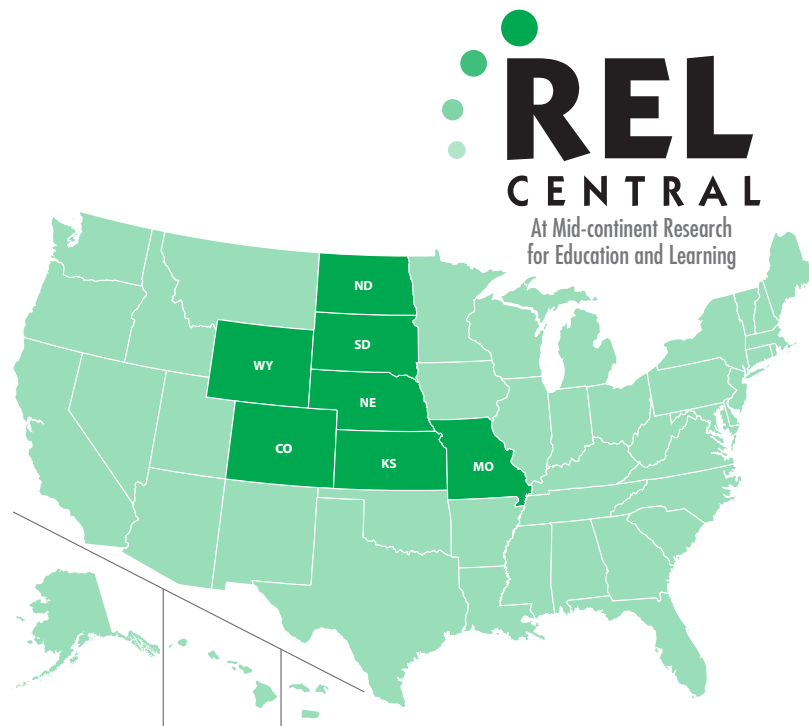 REL
CENTRAL
At Mid-continent Research
for Education and Learning
ND
SD
WY
NE
CO
KS
MO